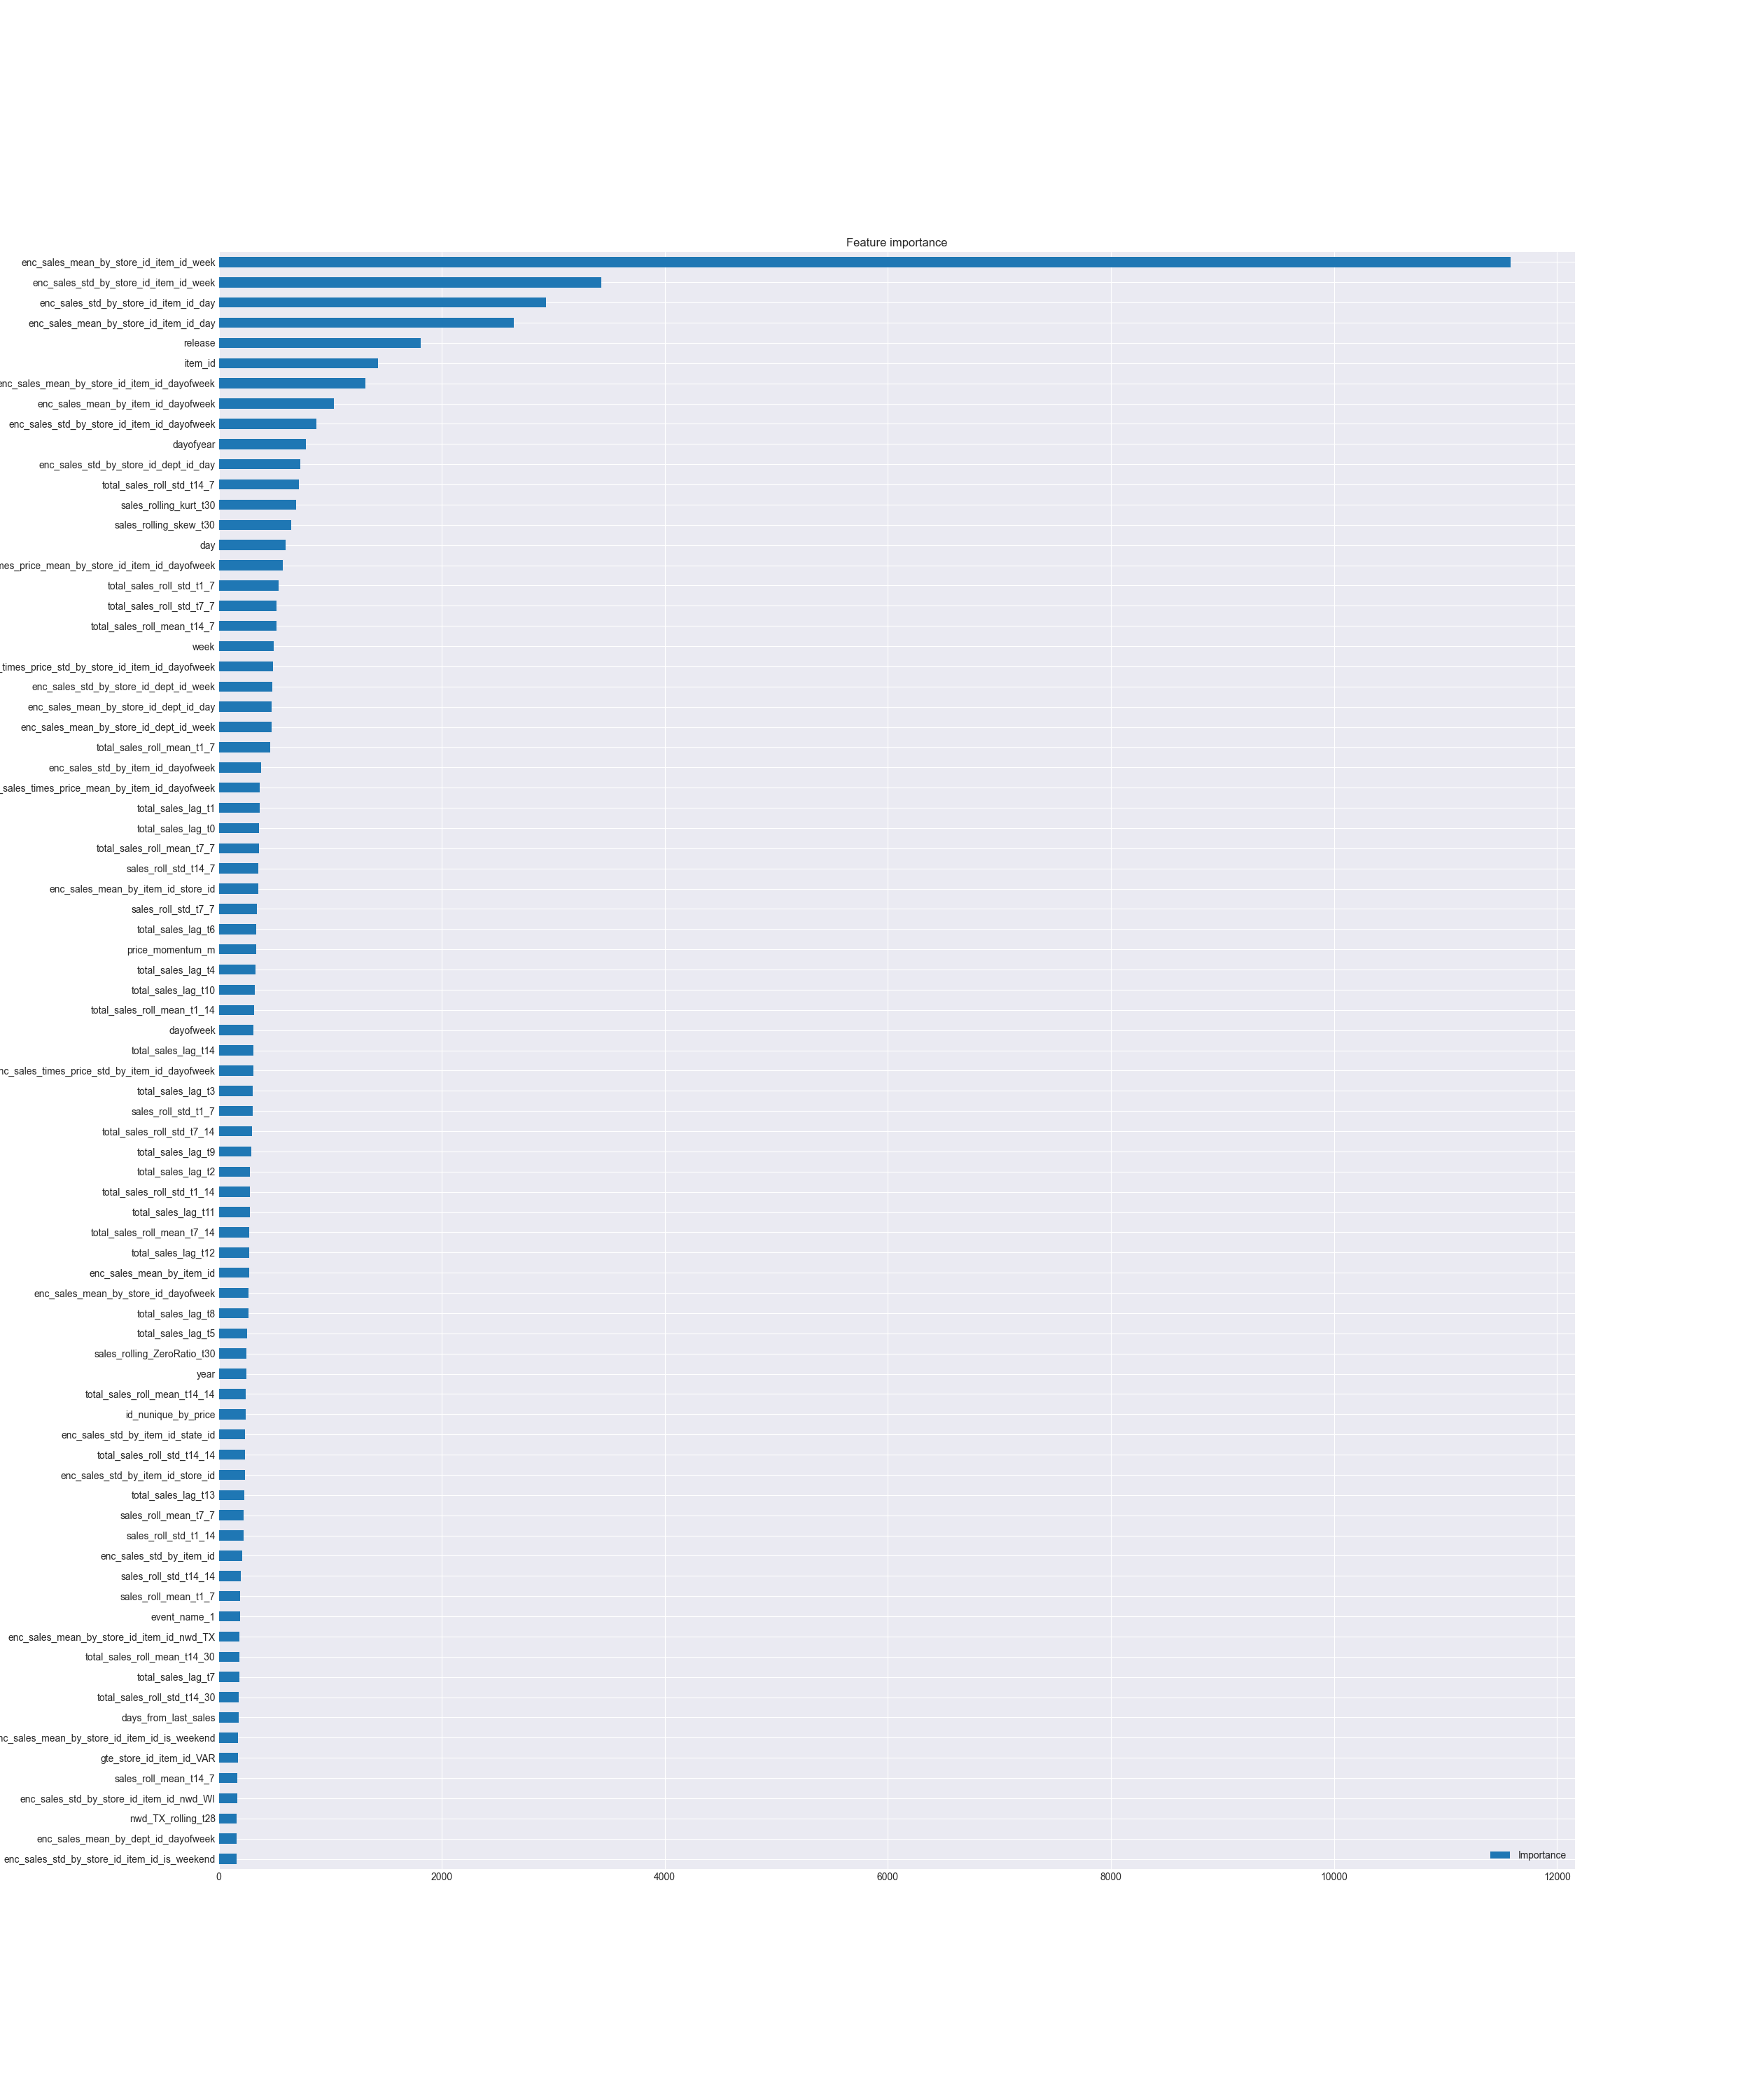 Feature importance
enc_sales_mean_by_store_id_item_id_week
enc_sales_std_by_store_id_item_id_week
enc_sales_std_by_store_id_item_id_day
enc_sales_mean_by_store_id_item_id_day
release
item_id
enc_sales_mean_by_store_id_item_id_dayofweek
enc_sales_mean_by_item_id_dayofweek
enc_sales_std_by_store_id_item_id_dayofweek
dayofyear
enc_sales_std_by_store_id_dept_id_day
total_sales_roll_std_t14_7
sales_rolling_kurt_t30
sales_rolling_skew_t30
day
mes_price_mean_by_store_id_item_id_dayofweek
total_sales_roll_std_t1_7
total_sales_roll_std_t7_7
total_sales_roll_mean_t14_7
week
_times_price_std_by_store_id_item_id_dayofweek
enc_sales_std_by_store_id_dept_id_week
enc_sales_mean_by_store_id_dept_id_day
enc_sales_mean_by_store_id_dept_id_week
total_sales_roll_mean_t1_7
enc_sales_std_by_item_id_dayofweek
_sales_times_price_mean_by_item_id_dayofweek
total_sales_lag_t1
total_sales_lag_t0
total_sales_roll_mean_t7_7
sales_roll_std_t14_7
enc_sales_mean_by_item_id_store_id
sales_roll_std_t7_7
total_sales_lag_t6
price_momentum_m
total_sales_lag_t4
total_sales_lag_t10
total_sales_roll_mean_t1_14
dayofweek
total_sales_lag_t14
nc_sales_times_price_std_by_item_id_dayofweek
total_sales_lag_t3
sales_roll_std_t1_7
total_sales_roll_std_t7_14
total_sales_lag_t9
total_sales_lag_t2
total_sales_roll_std_t1_14
total_sales_lag_t11
total_sales_roll_mean_t7_14
total_sales_lag_t12
enc_sales_mean_by_item_id
enc_sales_mean_by_store_id_dayofweek
total_sales_lag_t8
total_sales_lag_t5
sales_rolling_ZeroRatio_t30
year
total_sales_roll_mean_t14_14
id_nunique_by_price
enc_sales_std_by_item_id_state_id
total_sales_roll_std_t14_14
enc_sales_std_by_item_id_store_id
total_sales_lag_t13
sales_roll_mean_t7_7
sales_roll_std_t1_14
enc_sales_std_by_item_id
sales_roll_std_t14_14
sales_roll_mean_t1_7
event_name_1
enc_sales_mean_by_store_id_item_id_nwd_TX
total_sales_roll_mean_t14_30
total_sales_lag_t7
total_sales_roll_std_t14_30
days_from_last_sales
nc_sales_mean_by_store_id_item_id_is_weekend
gte_store_id_item_id_VAR
sales_roll_mean_t14_7
enc_sales_std_by_store_id_item_id_nwd_WI
nwd_TX_rolling_t28
enc_sales_mean_by_dept_id_dayofweek
enc_sales_std_by_store_id_item_id_is_weekend
Importance
0 2000 4000 6000 8000 10000 12000